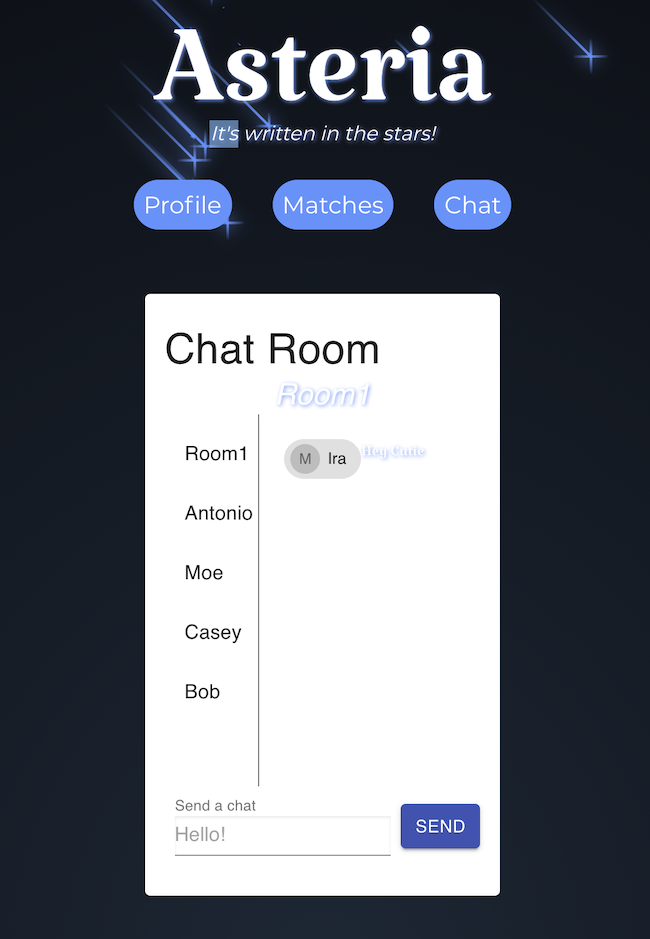 Asteria
It's written in the stars!
Profile Matches Chat
Chat Room
Room1
Room1
M Ira Hey Cutie
Antonio
Moe
Casey
Bob
Send a chat
Hello!
SEND